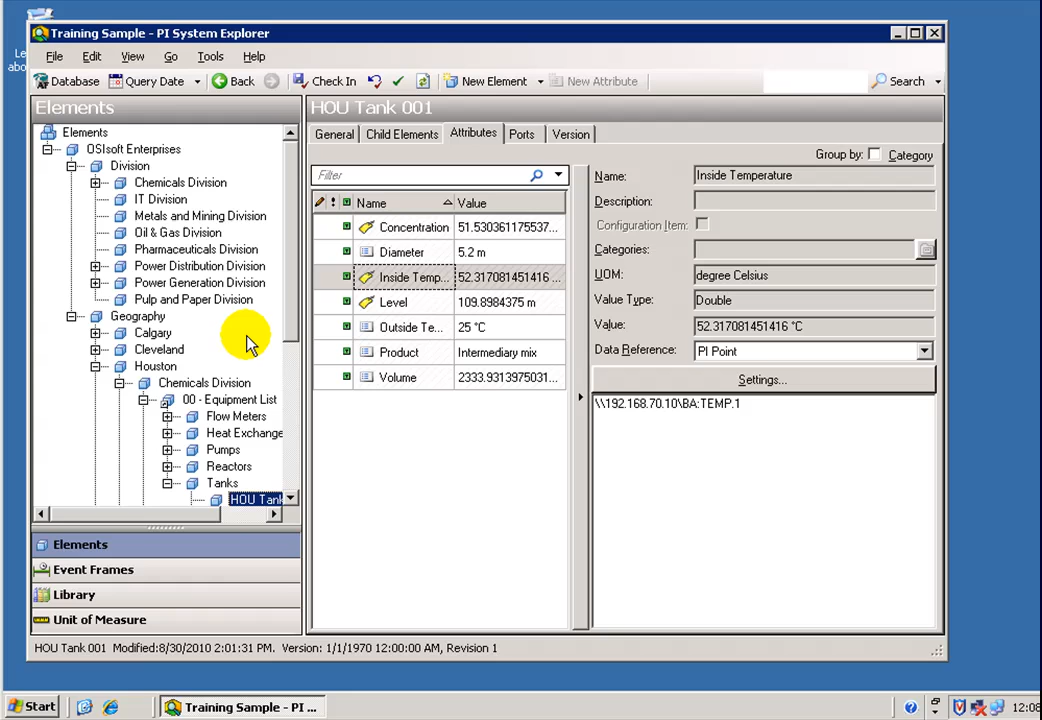 Le
abo
Training Sample - PI System Explorer
File Edit View Go Tools Help
Database Query Date Back Check In New Element New Attribute Search
Elements
Elements
OSIsoft Enterprises
Division
Chemicals Division
IT Division
Metals and Mining Division
Oil & Gas Division
Pharmaceuticals Division
Power Distribution Division
Power Generation Division
Pulp and Paper Division
Geography
Calgary
Cleveland
Houston
Chemicals Division
00 - Equipment List
Flow Meters
Heat Exchange
Pumps
Reactors
Tanks
HOU Tank
Elements
Event Frames
Library
Unit of Measure
HOU Tank 001
General Child Elements Attributes Ports Version
Group by: Category
Filter
Name Value
Concentration 51.530361175537...
Diameter 5.2 m
Inside Temp... 52.317081451416 ...
Level 109.8984375 m
Outside Te... 25 °C
Product Intermediary mix
Volume 2333.9313975031...
Name: Inside Temperature
Description:
Configuration Item:
Categories:
UOM: degree Celsius
Value Type: Double
Value: 52.317081451416 °C
Data Reference: PI Point
Settings...
\\192.168.70.10\BA:TEMP.1
HOU Tank 001 Modified:8/30/2010 2:01:31 PM. Version: 1/1/1970 12:00:00 AM, Revision 1
Start Training Sample - PI ... 12:08